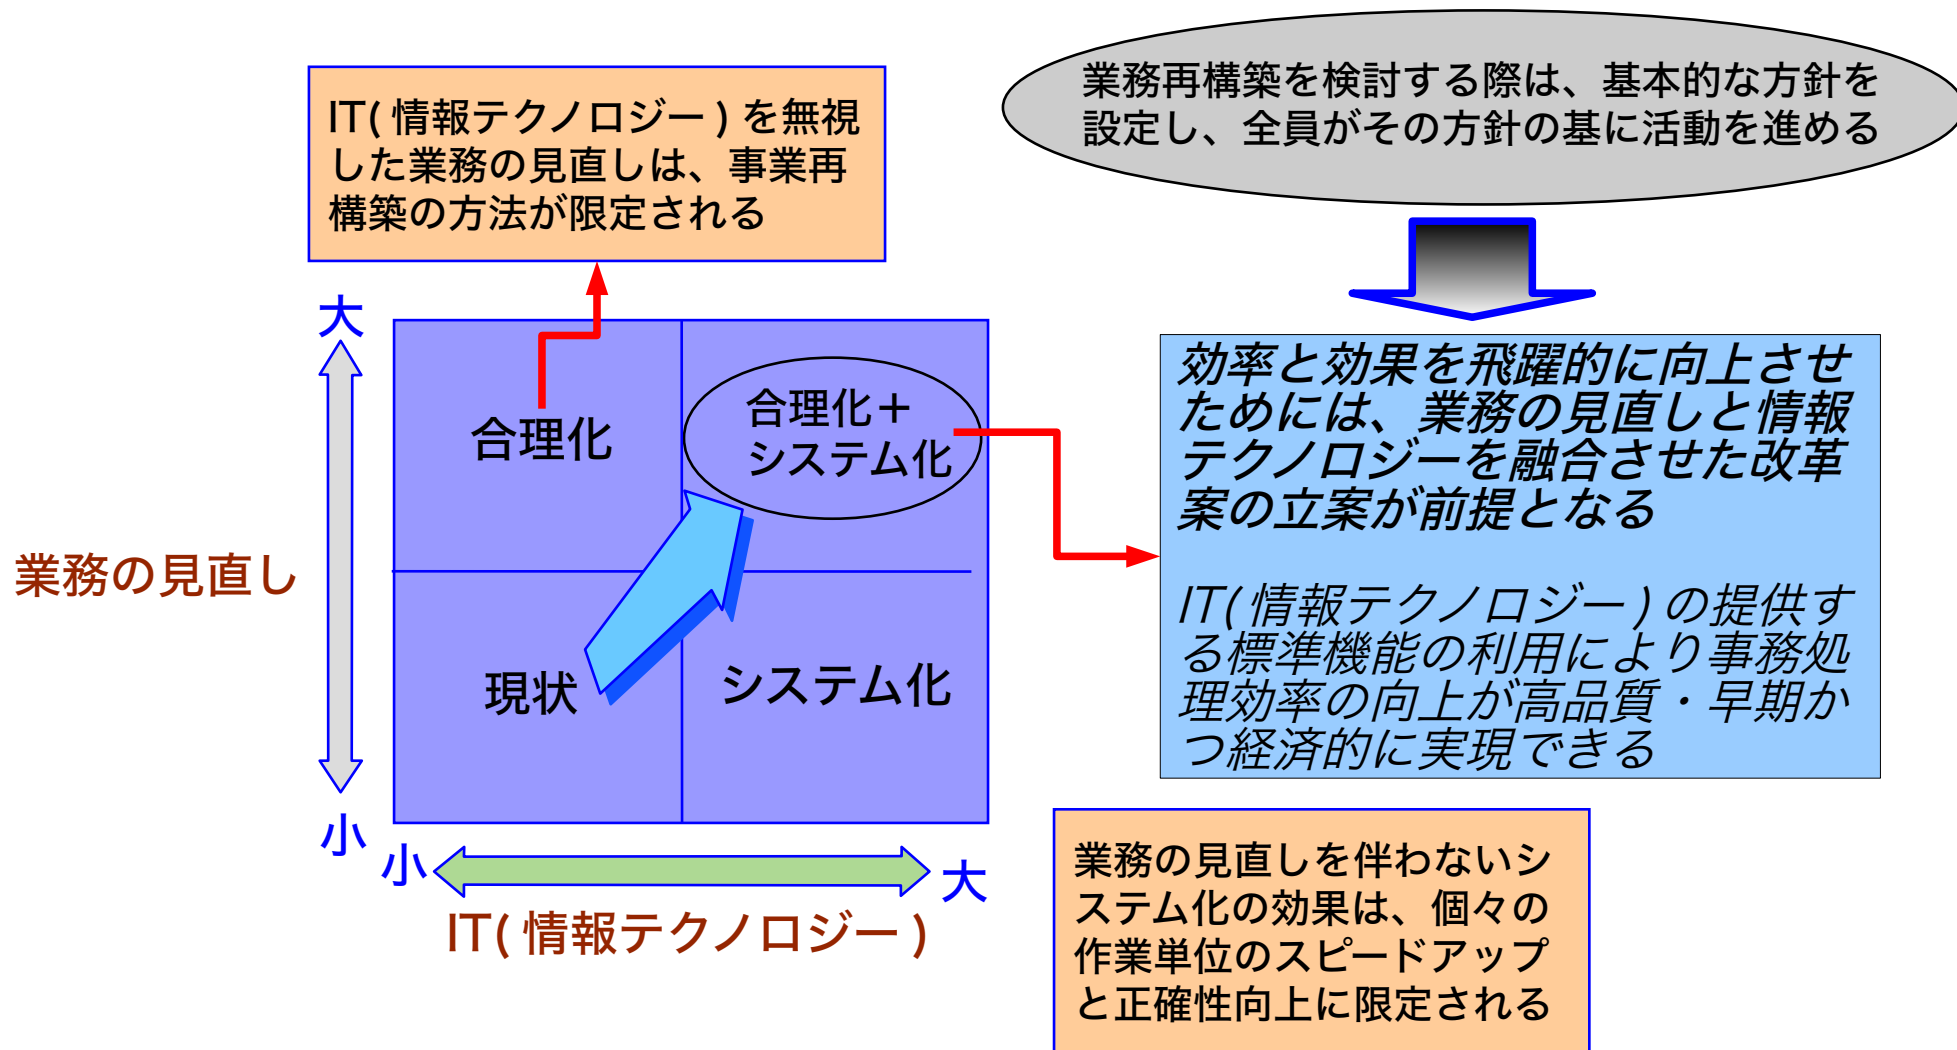 業務再構築を検討する際は、基本的な方針を
設定し、全員がその方針の基に活動を進める
IT(情報テクノロジー)を無視
した業務の見直しは、事業再
構築の方法が限定される
大
合理化
合理化＋
システム化
業務の見直し
現状
システム化
小
小
大
IT(情報テクノロジー)
効率と効果を飛躍的に向上させ
ためには、業務の見直しと情報
テクノロジーを融合させた改革
案の立案が前提となる
IT(情報テクノロジー)の提供す
る標準機能の利用により事務処
理効率の向上が高品質・早期か
つ経済的に実現できる
業務の見直しを伴わないシ
ステム化の効果は、個々の
作業単位のスピードアップ
と正確性向上に限定される